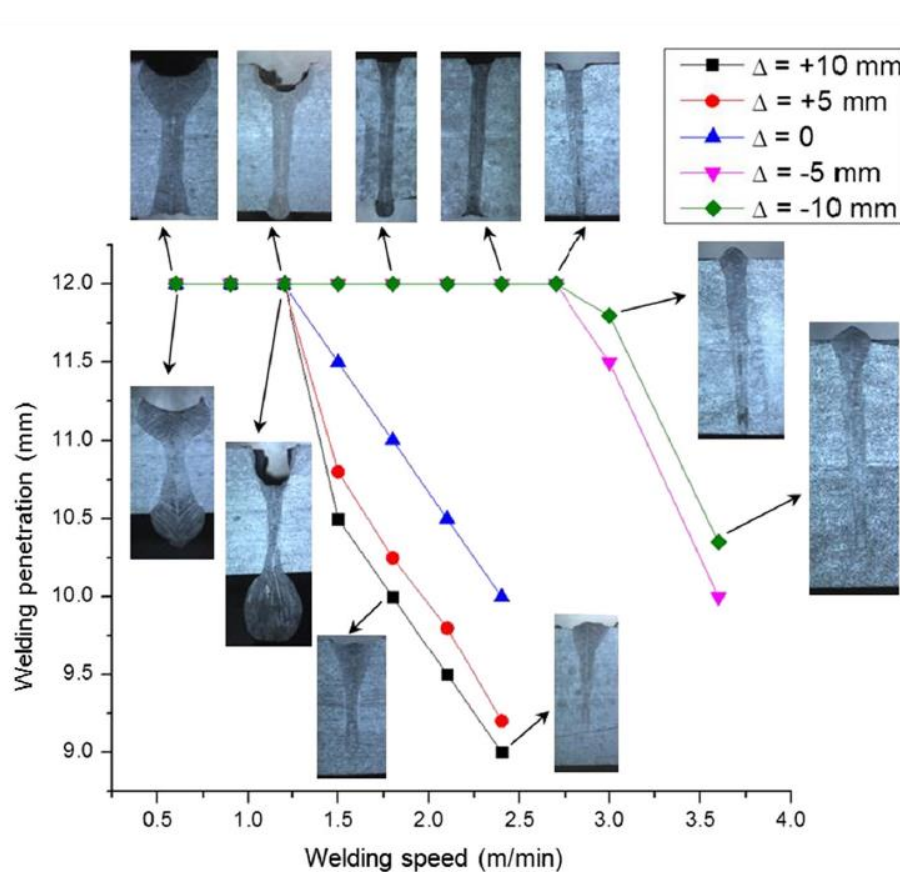 Δ = +10 mm
Δ = +5 mm
Δ = 0
Δ = -5 mm
Δ = -10 mm
Welding penetration (mm)
12.0
11.5
11.0
10.5
10.0
9.5
9.0
0.5 1.0 1.5 2.0 2.5 3.0 3.5 4.0
Welding speed (m/min)